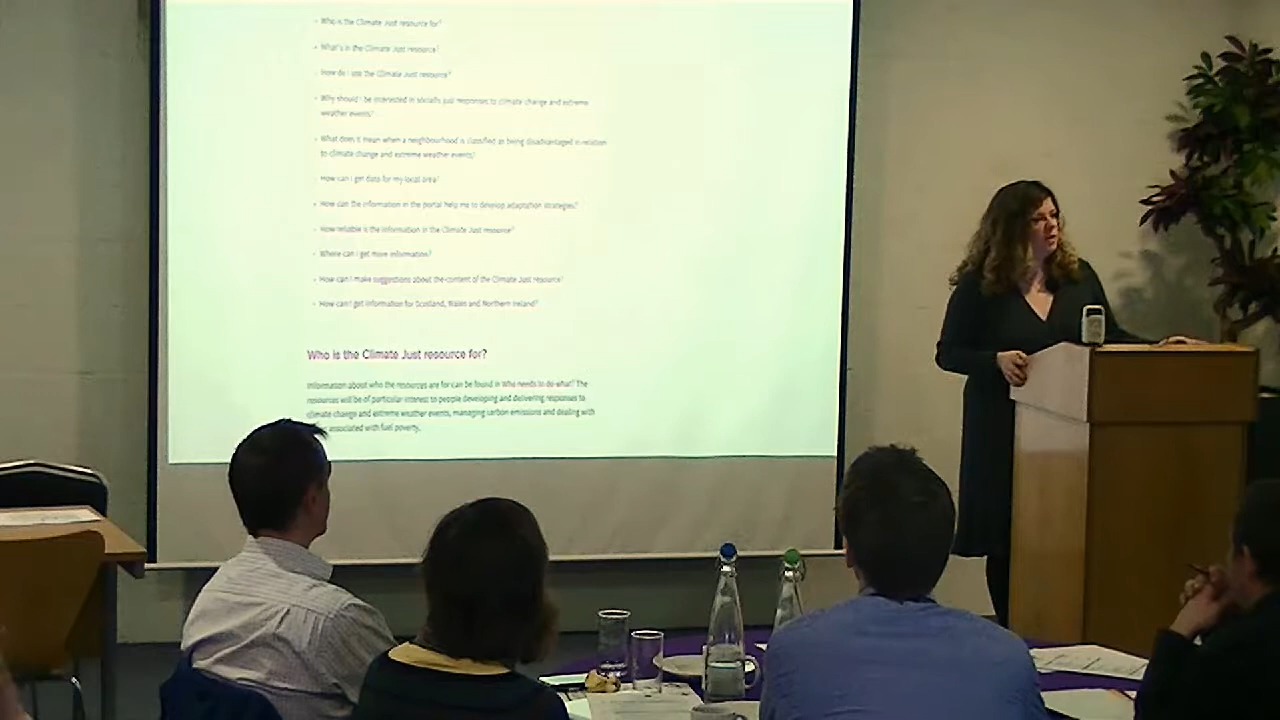 Who is the Climate Just resource for?
What's in the Climate Just resource?
How do I use the Climate Just resource?
Why should I be interested in socially just responses to climate change and extreme
weather events?
What does it mean when a neighbourhood is classified as being disadvantaged in relation
to climate change and extreme weather events?
How can I get data for my local area?
How can the information in the portal help me to develop adaptation strategies?
How reliable is the information in the Climate Just resource?
Where can I get more information?
How can I make suggestions about the content of the Climate Just resource?
How can I get information for Scotland, Wales and Northern Ireland?
Who is the Climate Just resource for?
Information about who the resources are for can be found in Who needs to do what? The
resources will be of particular interest to people developing and delivering responses to
climate change and extreme weather events, managing carbon emissions and dealing with
associated with fuel poverty.